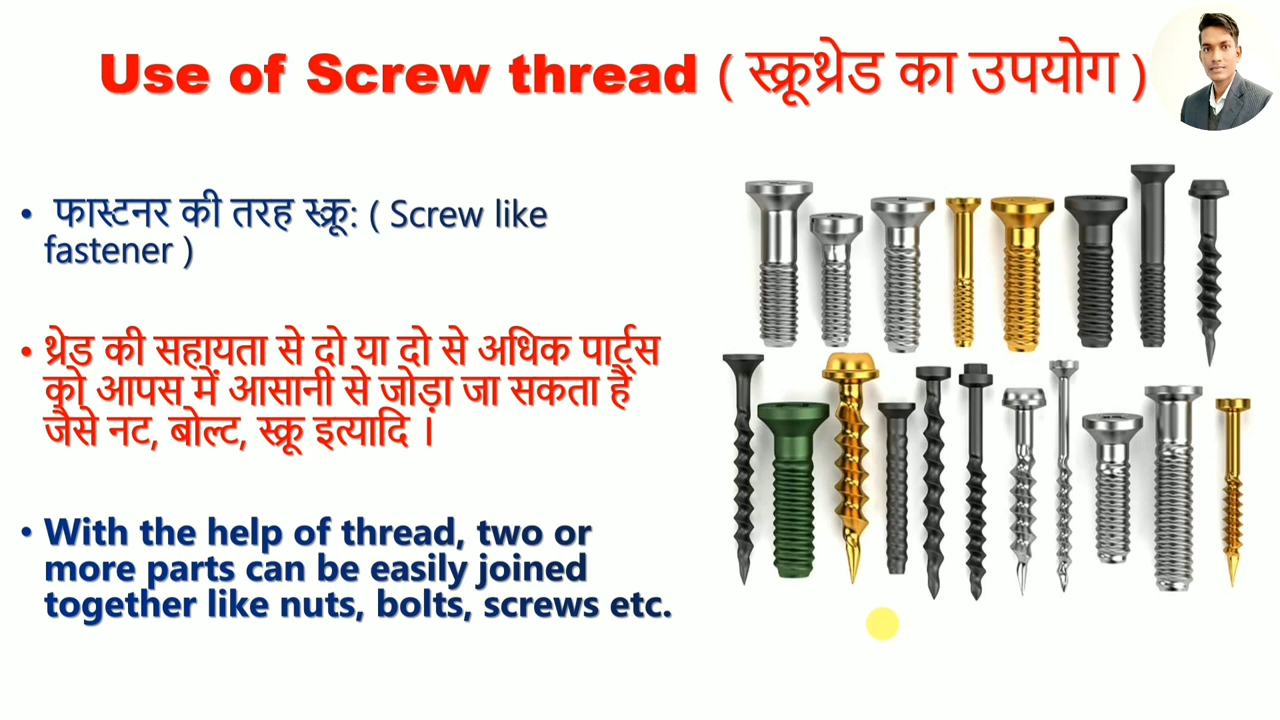 Use of Screw thread ( स्क्रूथ्रेड का उपयोग )
• फास्टनर की तरह स्क्रू: ( Screw like
fastener )
• थ्रेड की सहायता से दो या दो से अधिक पार्ट्स
को आपस में आसानी से जोड़ा जा सकता है
जैसे नट, बोल्ट, स्क्रू इत्यादि ।
• With the help of thread, two or
more parts can be easily joined
together like nuts, bolts, screws etc.